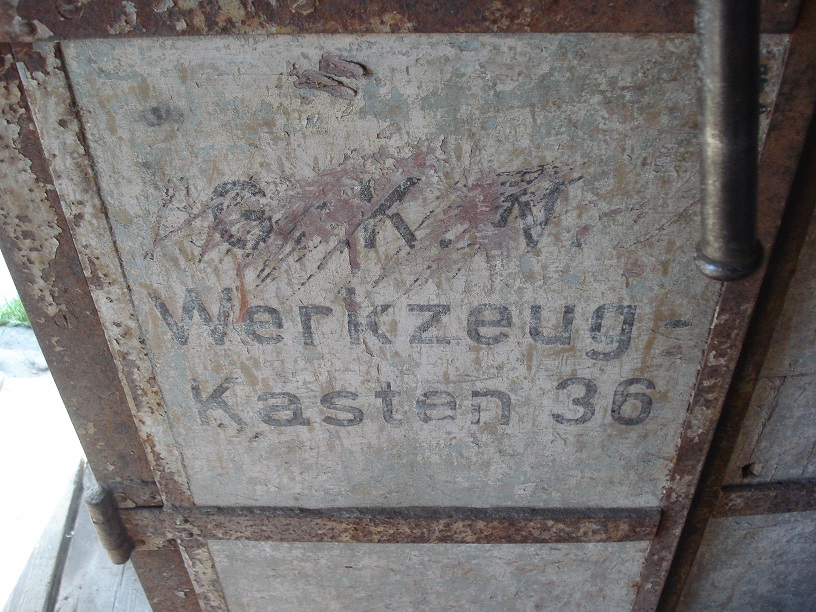 G. K. W.
Werkzeug-
Kasten 36